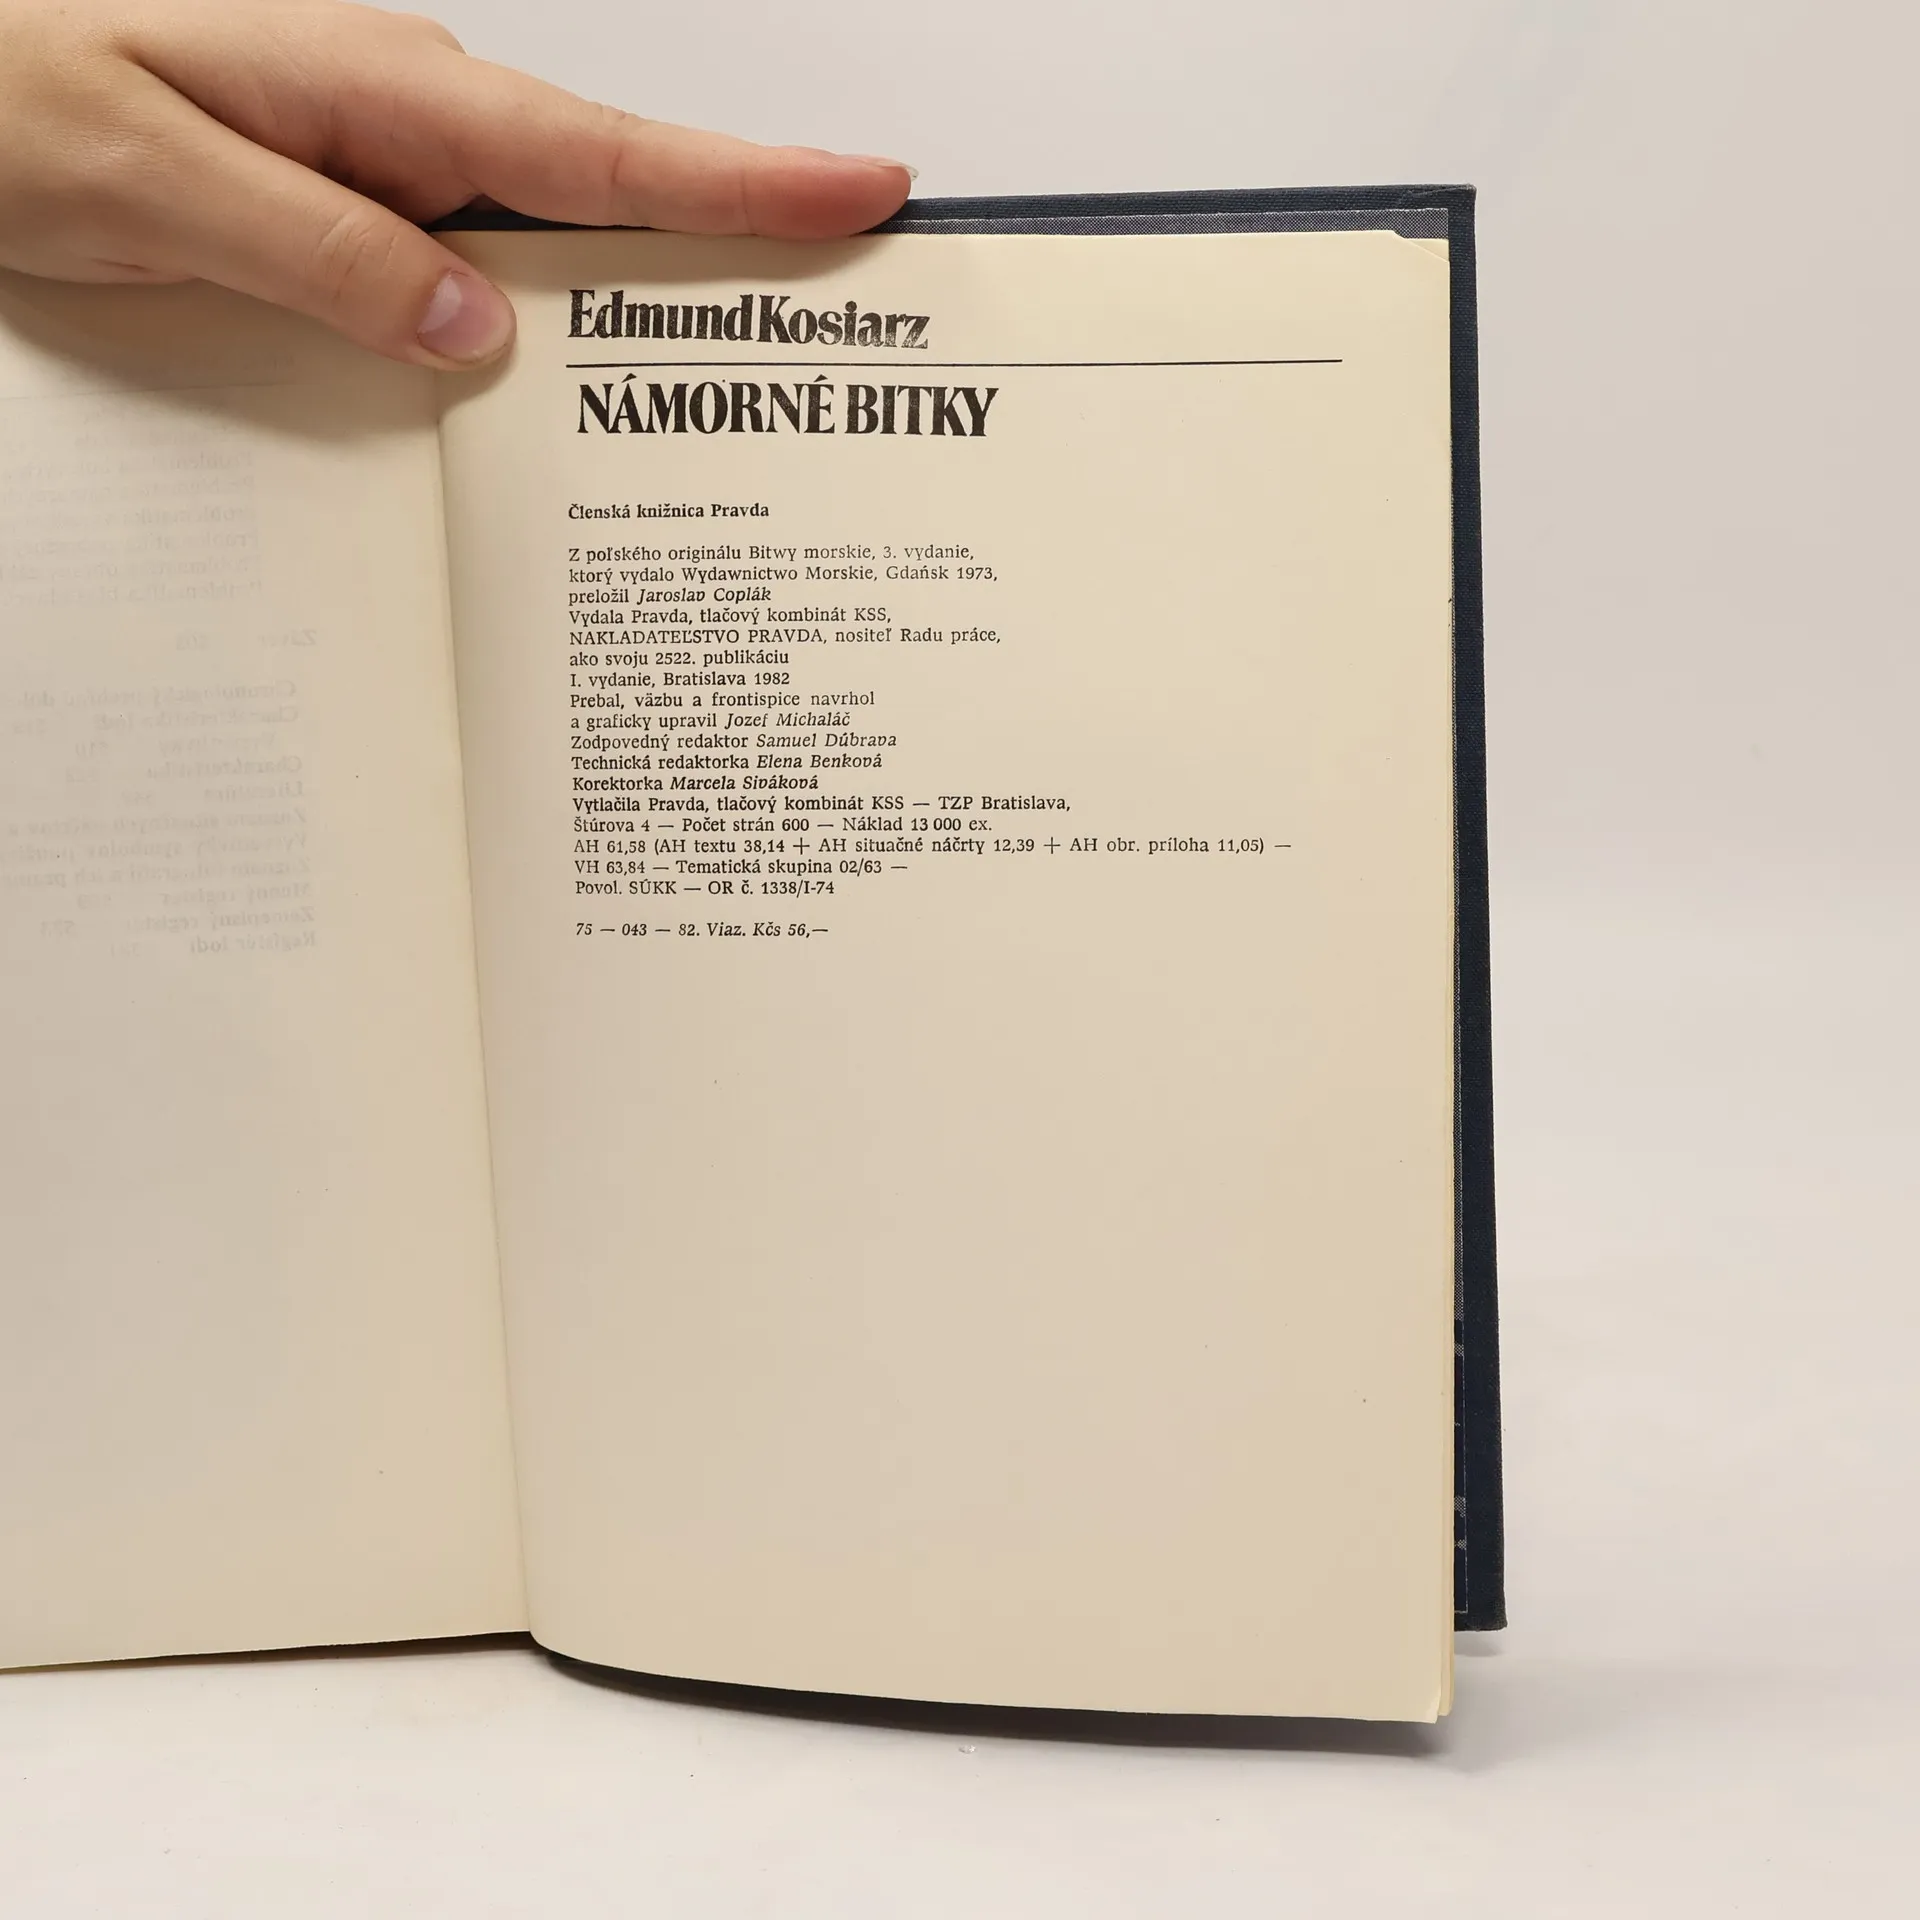 Edmund Kosiarz
NÁMORNÉ BITKY
Členská knižnica Pravda
Z poľského originálu Bitwy morskie, 3. vydanie,
ktorý vydalo Wydawnictwo Morskie, Gdańsk 1973,
preložil Jaroslav Coplák
Vydala Pravda, tlačový kombinát KSS,
NAKLADATEĽSTVO PRAVDA, nositeľ Radu práce,
ako svoju 2522. publikáciu
I. vydanie, Bratislava 1982
Prebal, väzbu a frontispice navrhol
a graficky upravil Jozef Michaláč
Zodpovedný redaktor Samuel Dúbrava
Technická redaktorka Elena Benková
Korektorka Marcela Siváková
Vytlačila Pravda, tlačový kombinát KSS — TZP Bratislava,
Štúrova 4 — Počet strán 600 — Náklad 13 000 ex.
AH 61,58 (AH textu 38,14 + AH situačné náčrty 12,39 + AH obr. príloha 11,05) —
VH 63,84 — Tematická skupina 02/63 —
Povol. SÚKK — OR č. 1338/I-74
75 — 043 — 82. Viaz. Kčs 56,—